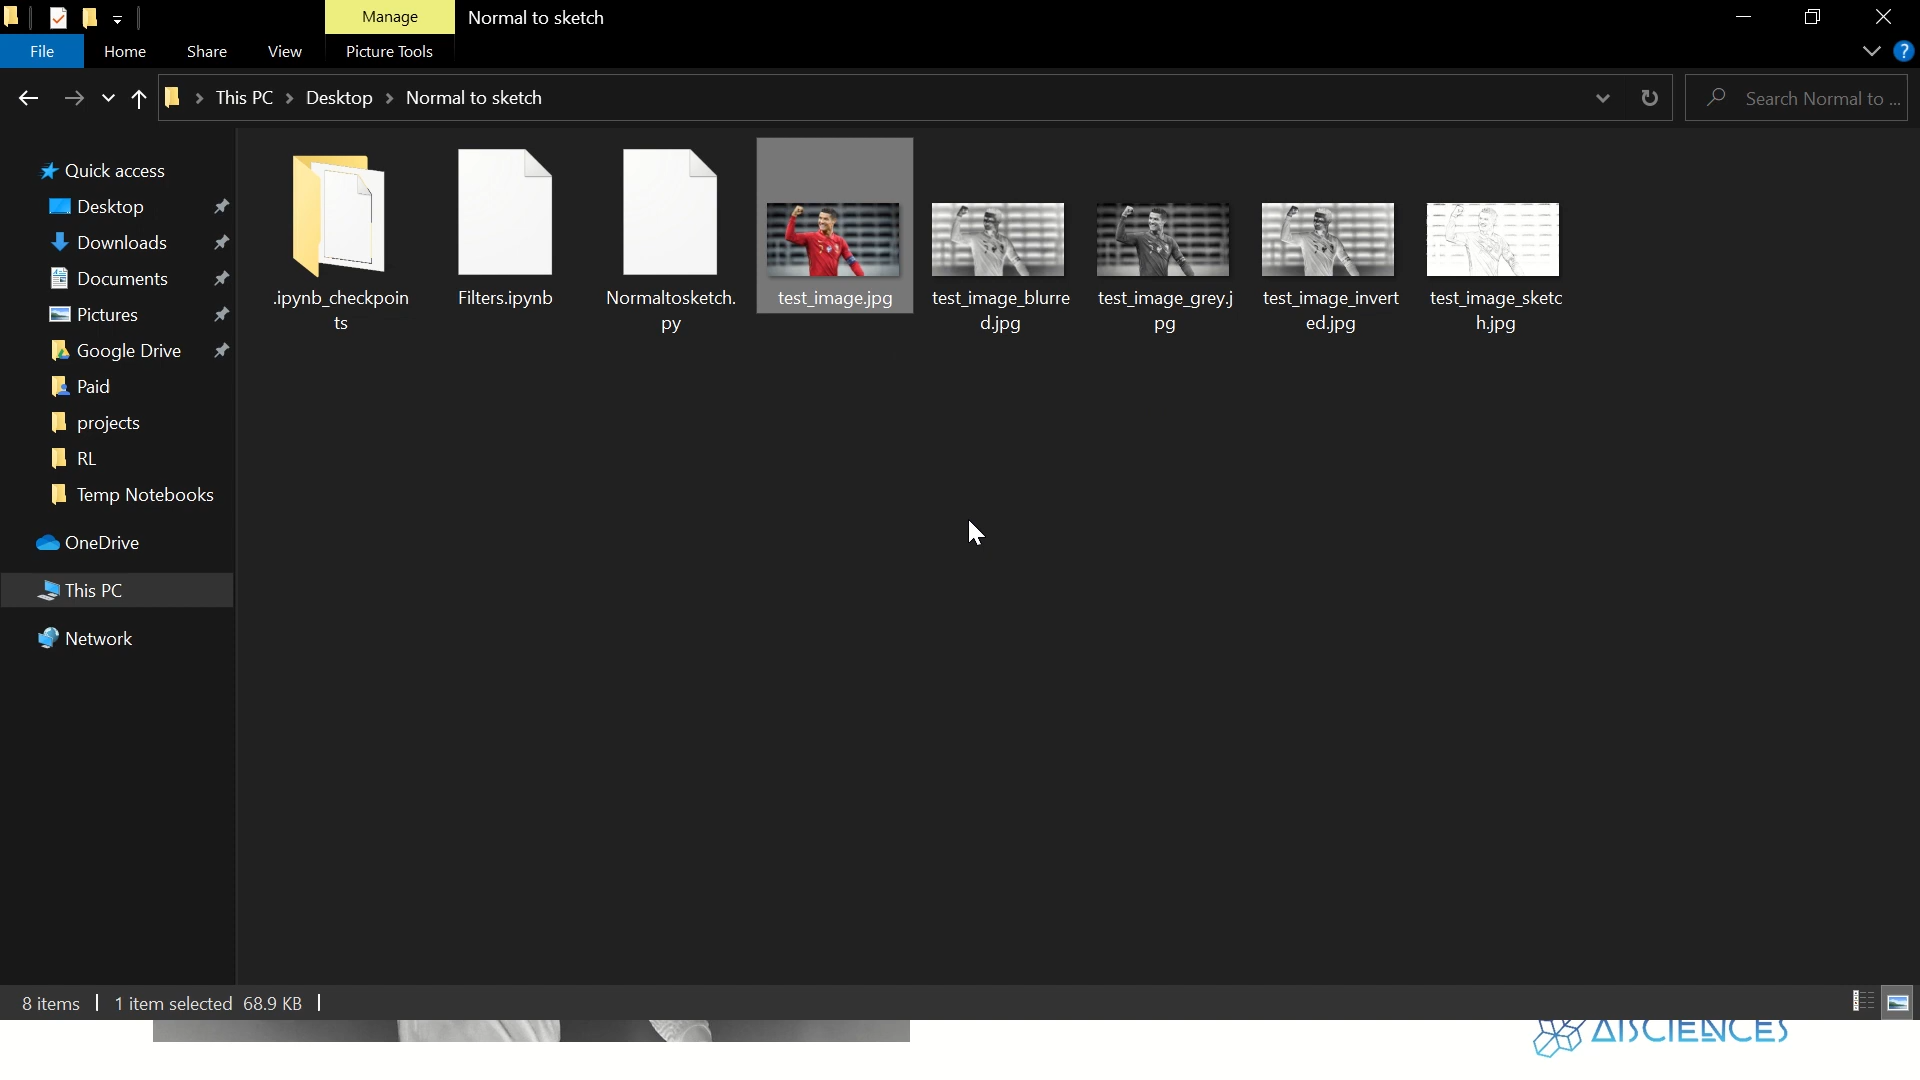 Manage
Normal to sketch
File
Home
Share
View
Picture Tools
?
This PC
Desktop
Normal to sketch
Search Normal to ...
Quick access
Desktop
Downloads
Documents
Pictures
Google Drive
Paid
projects
RL
Temp Notebooks
OneDrive
This PC
Network
.ipynb_checkpoin
ts
Filters.ipynb
Normaltosketch.
py
test_image.jpg
test_image_blurre
d.jpg
test_image_grey.j
pg
test_image_invert
ed.jpg
test_image_sketc
h.jpg
8 items
1 item selected 68.9 KB
AISCIENCES